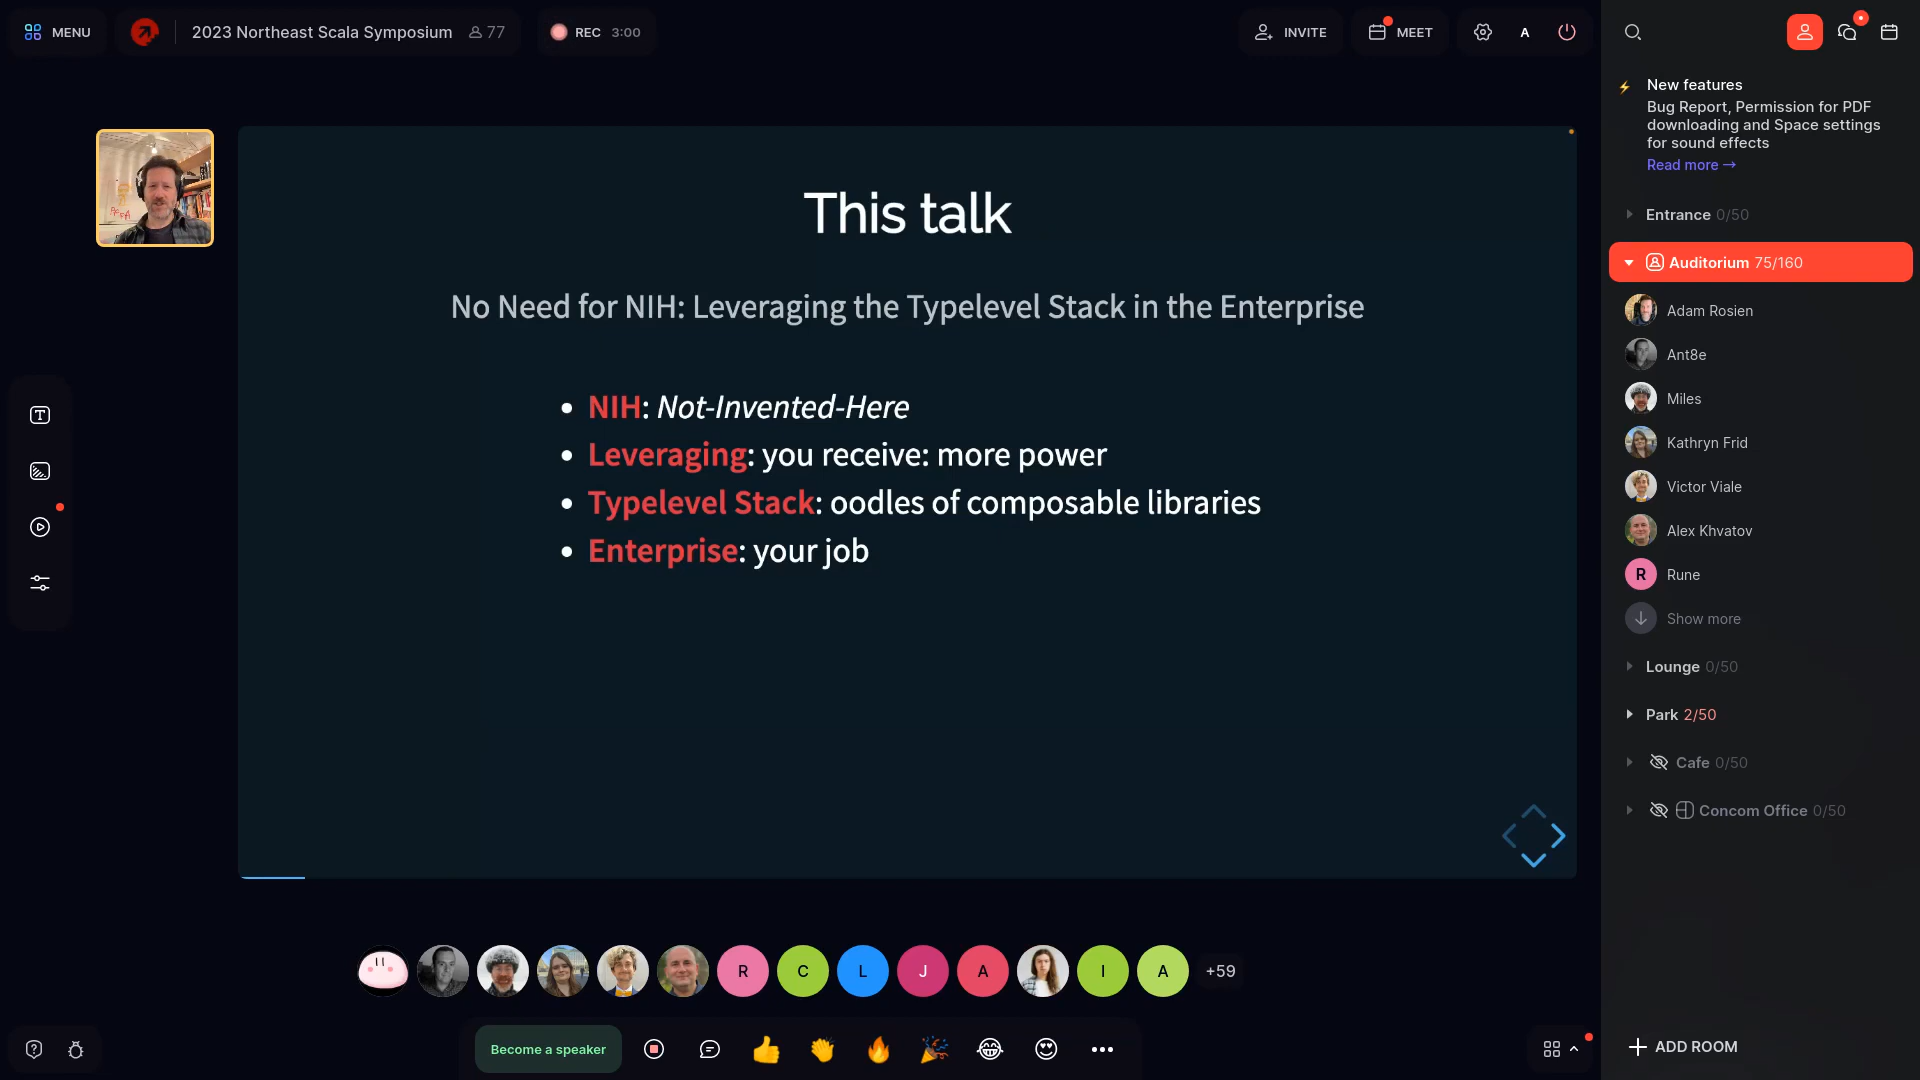 MENU
2023 Northeast Scala Symposium 77
REC 3:00
INVITE
MEET
A
New features
Bug Report, Permission for PDF
downloading and Space settings
for sound effects
Read more →
This talk
No Need for NIH: Leveraging the Typelevel Stack in the Enterprise
• NIH: Not-Invented-Here
• Leveraging: you receive: more power
• Typelevel Stack: oodles of composable libraries
• Enterprise: your job
Entrance 0/50
Auditorium 75/160
Adam Rosien
Ant8e
Miles
Kathryn Frid
Victor Viale
Alex Khvatov
R Rune
Show more
Lounge 0/50
Park 2/50
Cafe 0/50
Concom Office 0/50
R C L J A I A +59
Become a speaker
ADD ROOM